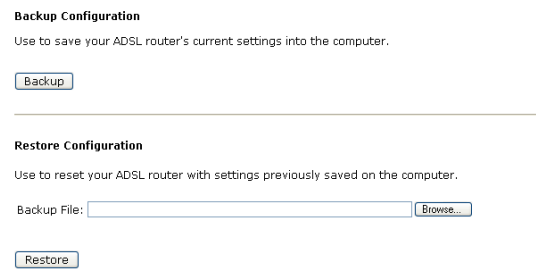 Backup Configuration
Use to save your ADSL router's current settings into the computer.
Backup
Restore Configuration
Use to reset your ADSL router with settings previously saved on the computer.
Backup File: Browse...
Restore